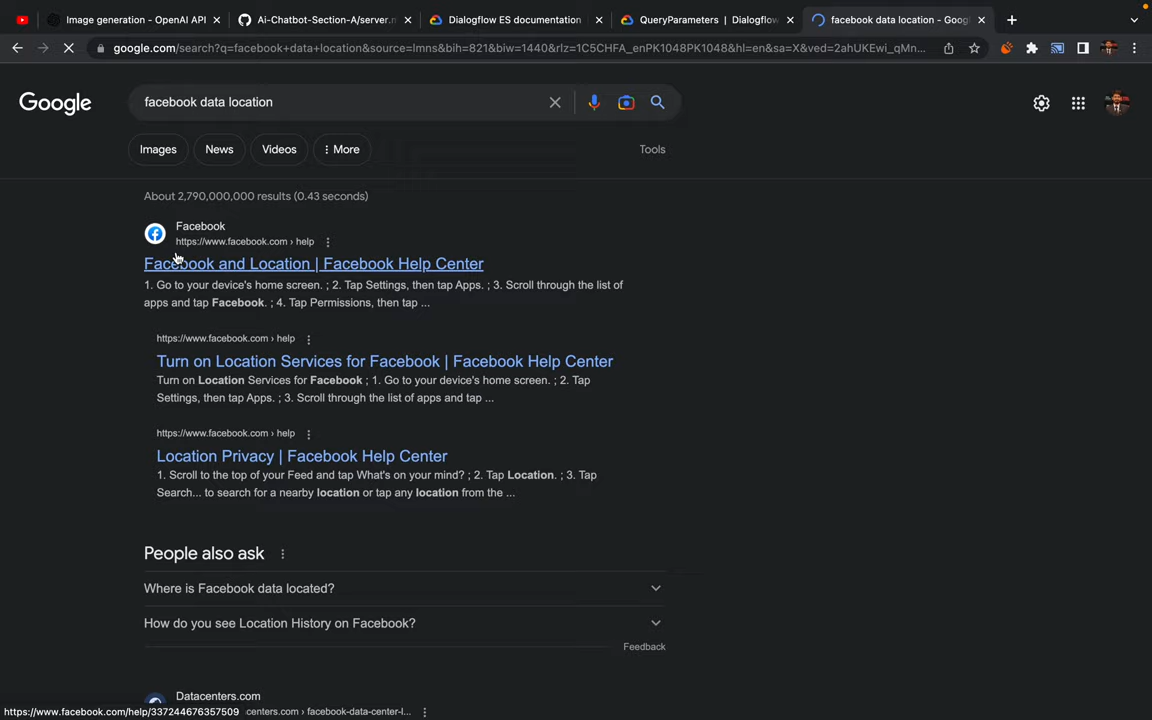 Image generation - OpenAI API
Ai-Chatbot-Section-A/server.n
Dialogflow ES documentation
QueryParameters | Dialogflow
facebook data location - Goog
google.com/search?q=facebook+data+location&source=lmns&bih=821&biw=1440&rlz=1C5CHFA_enPK1048PK1048&hl=en&sa=X&ved=2ahUKEwi_qMn...
Google
facebook data location
Images
News
Videos
More
Tools
About 2,790,000,000 results (0.43 seconds)
Facebook
https://www.facebook.com › help
Facebook and Location | Facebook Help Center
1. Go to your device's home screen. ; 2. Tap Settings, then tap Apps. ; 3. Scroll through the list of
apps and tap Facebook. ; 4. Tap Permissions, then tap ...
https://www.facebook.com › help
Turn on Location Services for Facebook | Facebook Help Center
Turn on Location Services for Facebook ; 1. Go to your device's home screen. ; 2. Tap
Settings, then tap Apps. ; 3. Scroll through the list of apps and tap ...
https://www.facebook.com › help
Location Privacy | Facebook Help Center
1. Scroll to the top of your Feed and tap What's on your mind? ; 2. Tap Location. ; 3. Tap
Search... to search for a nearby location or tap any location from the ...
People also ask
Where is Facebook data located?
How do you see Location History on Facebook?
Feedback
Datacenters.com
https://www.facebook.com/help/337244676357509
centers.com › facebook-data-center-l...